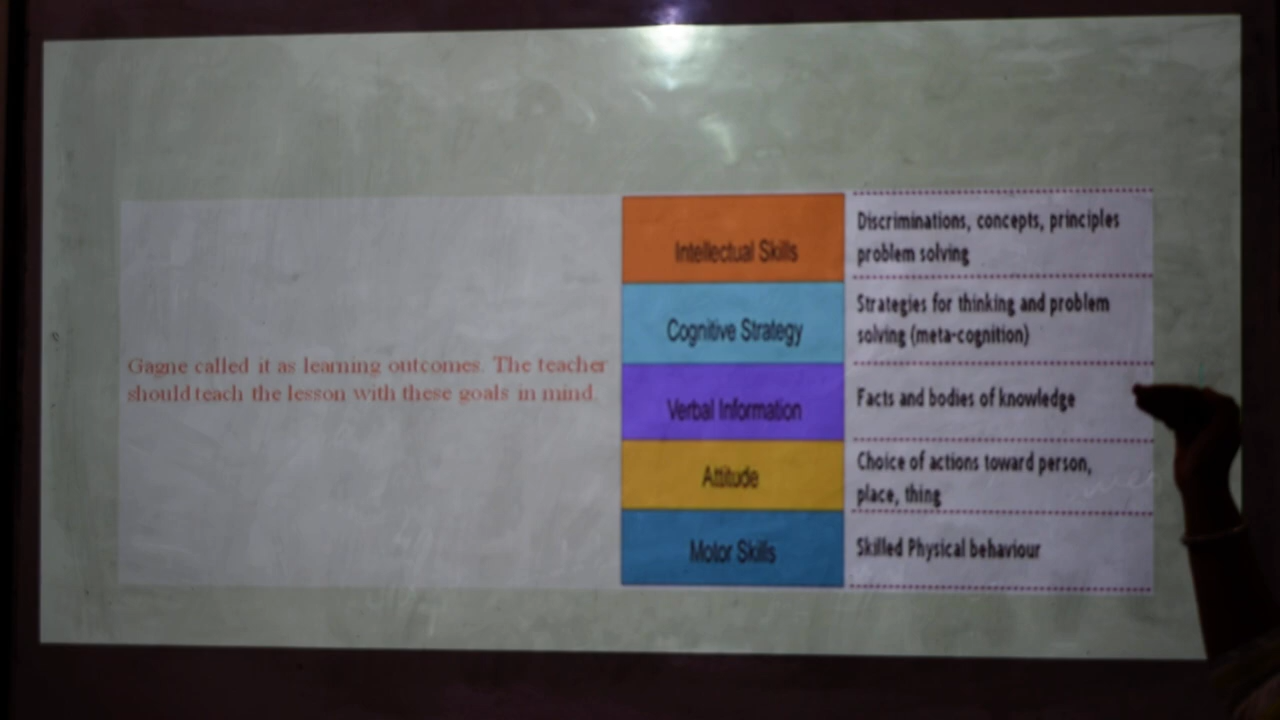 Gagne called it as learning outcomes. The teacher
should teach the lesson with these goals in mind.
Intellectual Skills
Discriminations, concepts, principles
problem solving
Cognitive Strategy
Strategies for thinking and problem
solving (meta-cognition)
Verbal Information
Facts and bodies of knowledge
Attitude
Choice of actions toward person,
place, thing
Motor Skills
Skilled Physical behaviour